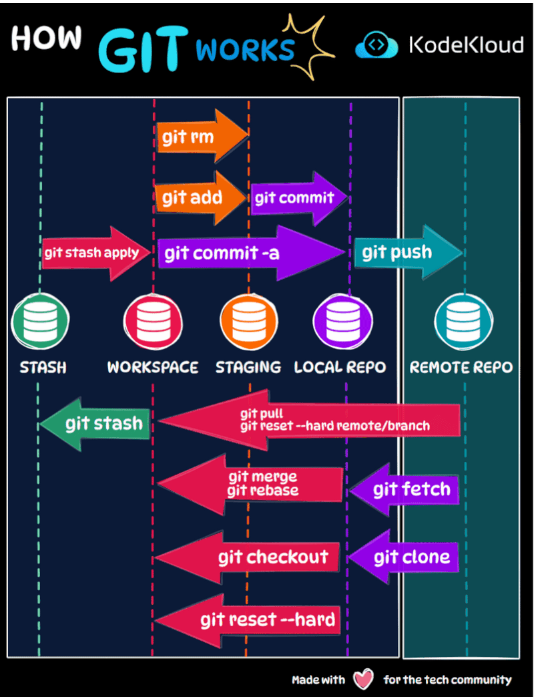 HOW GIT WORKS
KodeKloud
git rm
git add
git commit
git stash apply
git commit -a
git push
STASH
WORKSPACE
STAGING
LOCAL REPO
REMOTE REPO
git stash
git pull
git reset --hard remote/branch
git merge
git rebase
git fetch
git checkout
git clone
git reset --hard
Made with
for the tech community